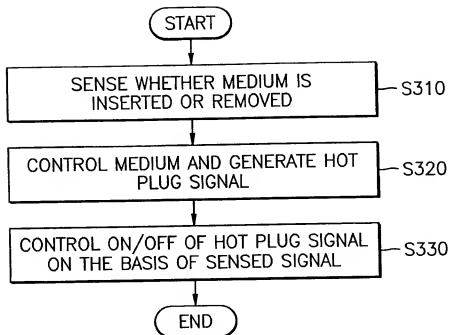 START
SENSE WHETHER MEDIUM IS
INSERTED OR REMOVED
S310
CONTROL MEDIUM AND GENERATE HOT
PLUG SIGNAL
S320
CONTROL ON/OFF OF HOT PLUG SIGNAL
ON THE BASIS OF SENSED SIGNAL
S330
END